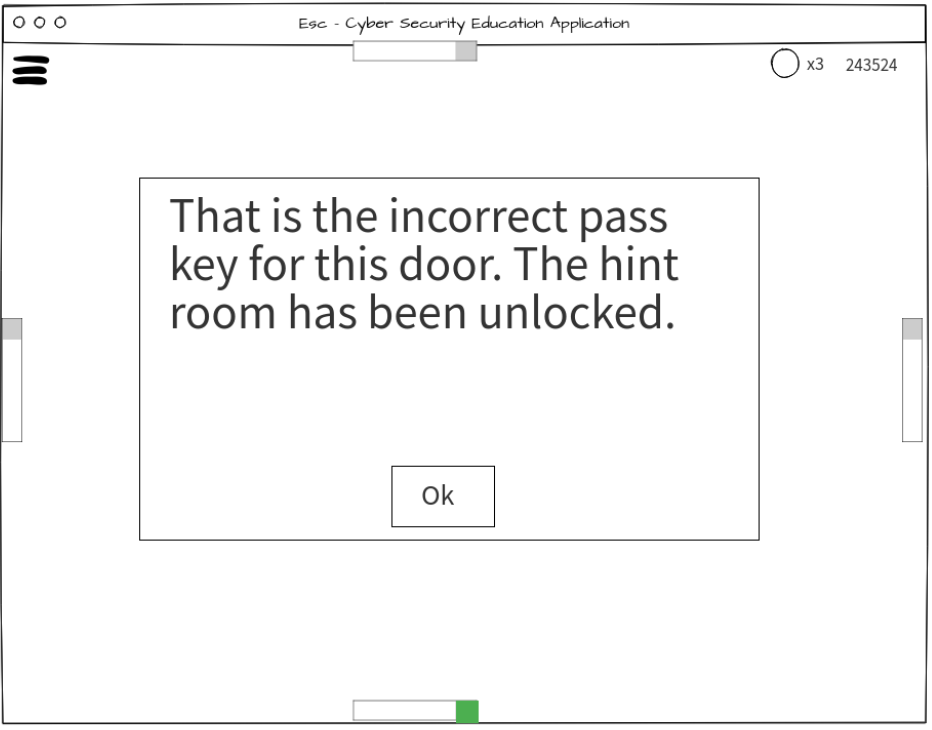 Esc - Cyber Security Education Application
x3 243524
That is the incorrect pass
key for this door. The hint
room has been unlocked.
Ok